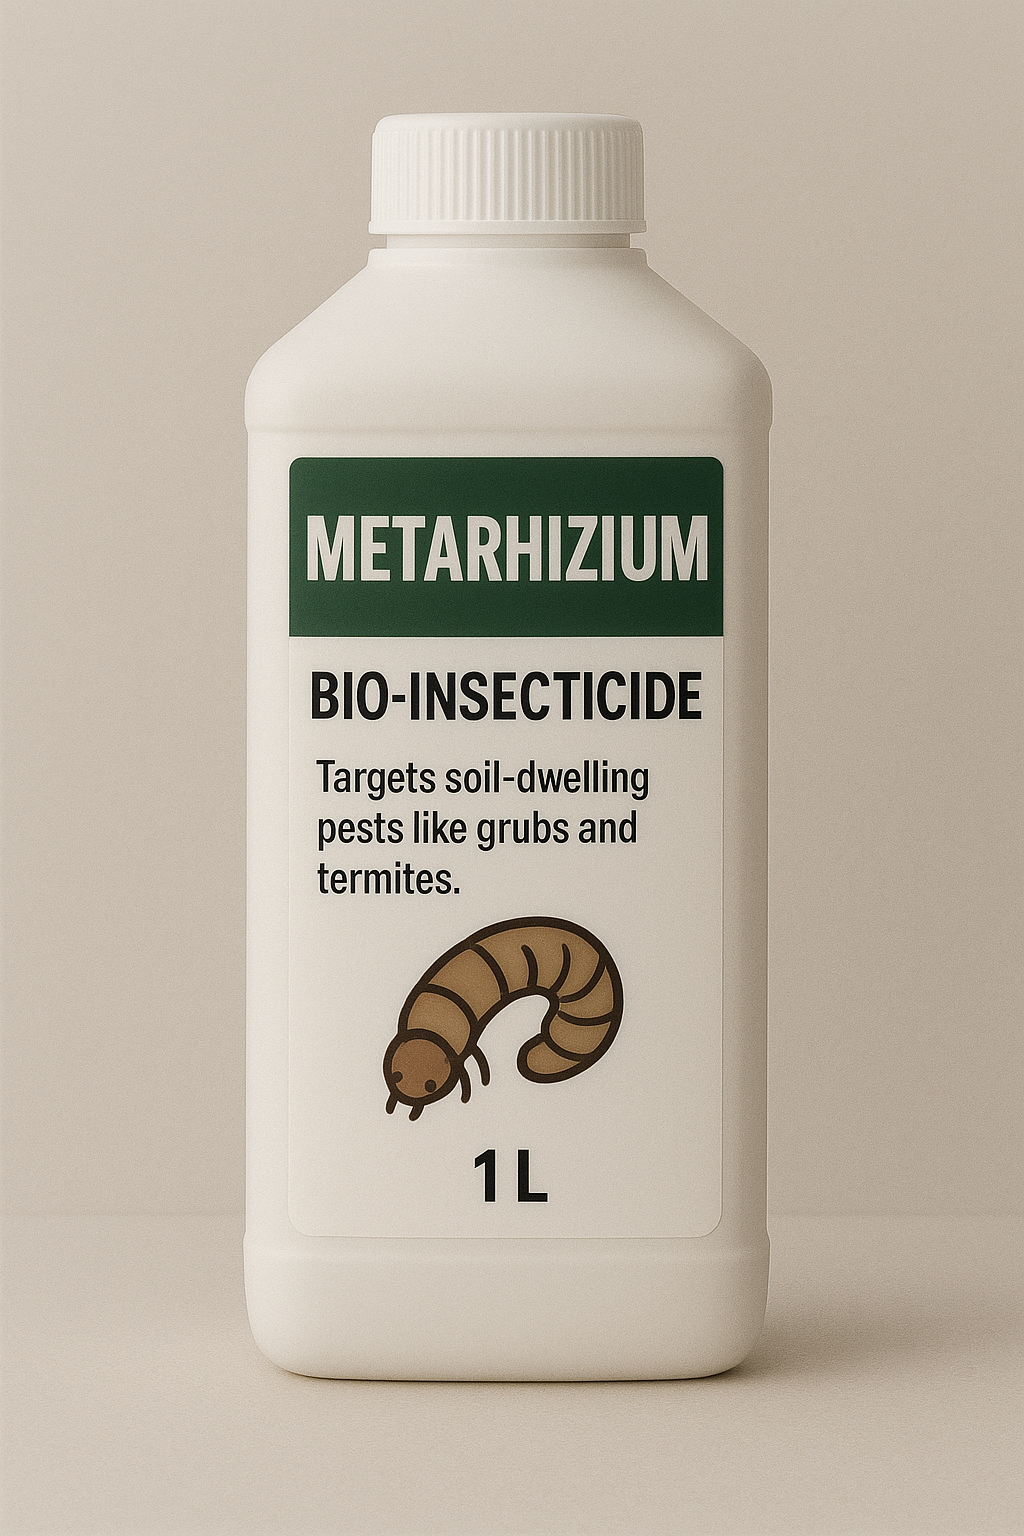 METARHIZIUM
BIO-INSECTICIDE
Targets soil-dwelling
pests like grubs and
termites.
1 L